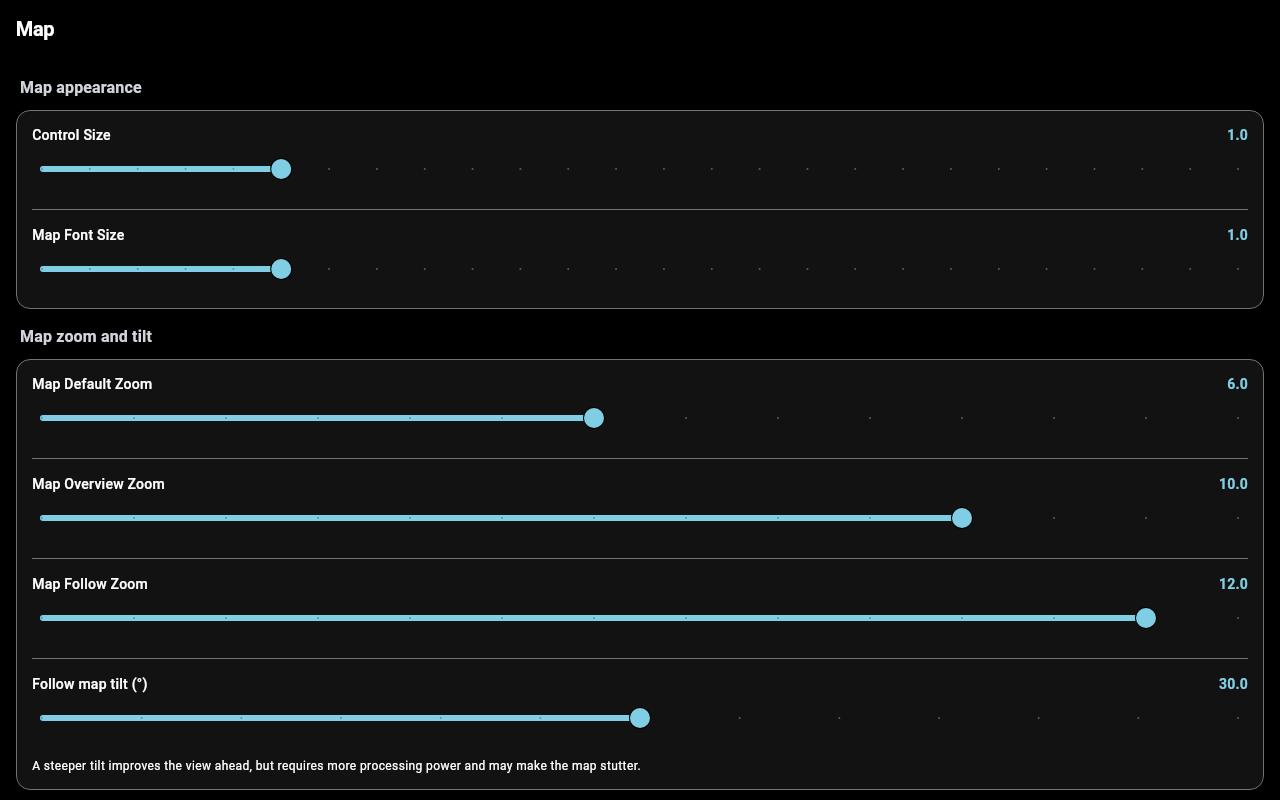 Map
Map appearance
Control Size
1.0
Map Font Size
1.0
Map zoom and tilt
Map Default Zoom
6.0
Map Overview Zoom
10.0
Map Follow Zoom
12.0
Follow map tilt (°)
30.0
A steeper tilt improves the view ahead, but requires more processing power and may make the map stutter.